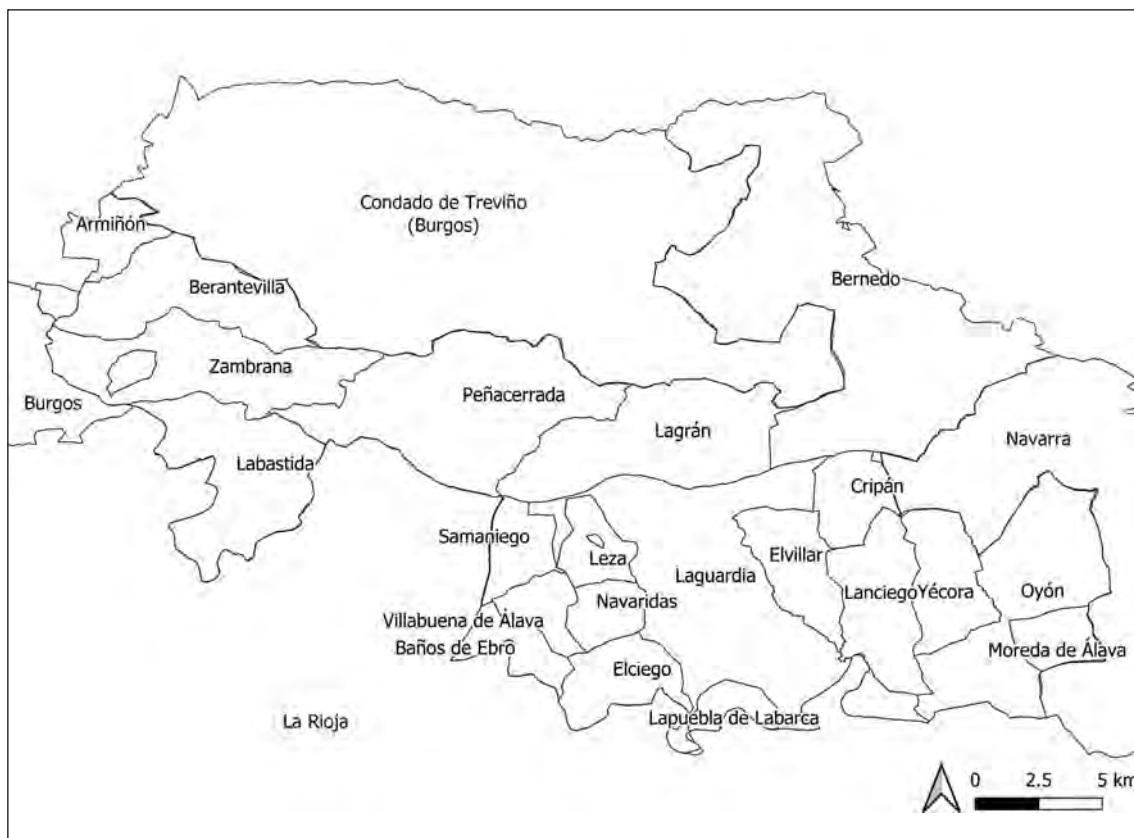 Condado de Treviño
(Burgos)
Armiñón
Berantevilla
Bernedo
Zambrana
Peñacerrada
Burgos
Lagrán
Navarra
Labastida
Cripán
Samaniego
Leza
Elvillar
Laguardia
Lanciego
Yécora
Oyón
Navaridas
Villabuena de Álava
Baños de Ebro
Moreda de Álava
Elciego
La Rioja
Lapuebla de Labarca
0 2.5 5 km